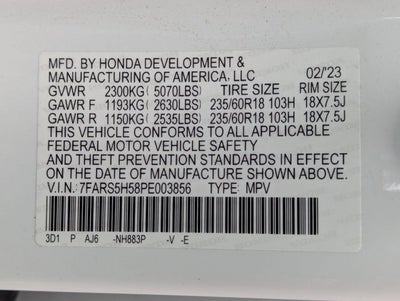 MFD. BY HONDA DEVELOPMENT &
MANUFACTURING OF AMERICA, LLC 02/'23
GVWR 2300KG ( 5070LBS) TIRE SIZE RIM SIZE
GAWR F 1193KG ( 2630LBS) 235/60R18 103H 18X7.5J
GAWR R 1150KG ( 2535LBS) 235/60R18 103H 18X7.5J
THIS VEHICLE CONFORMS TO ALL APPLICABLE
FEDERAL MOTOR VEHICLE SAFETY
AND THEFT PREVENTION STANDARDS IN EFFECT
ON THE DATE OF MANUFACTURE SHOWN ABOVE.
V.I.N: 7FARS5H58PE003856 TYPE: MPV
3D1 P AJ6 -NH883P -V -E